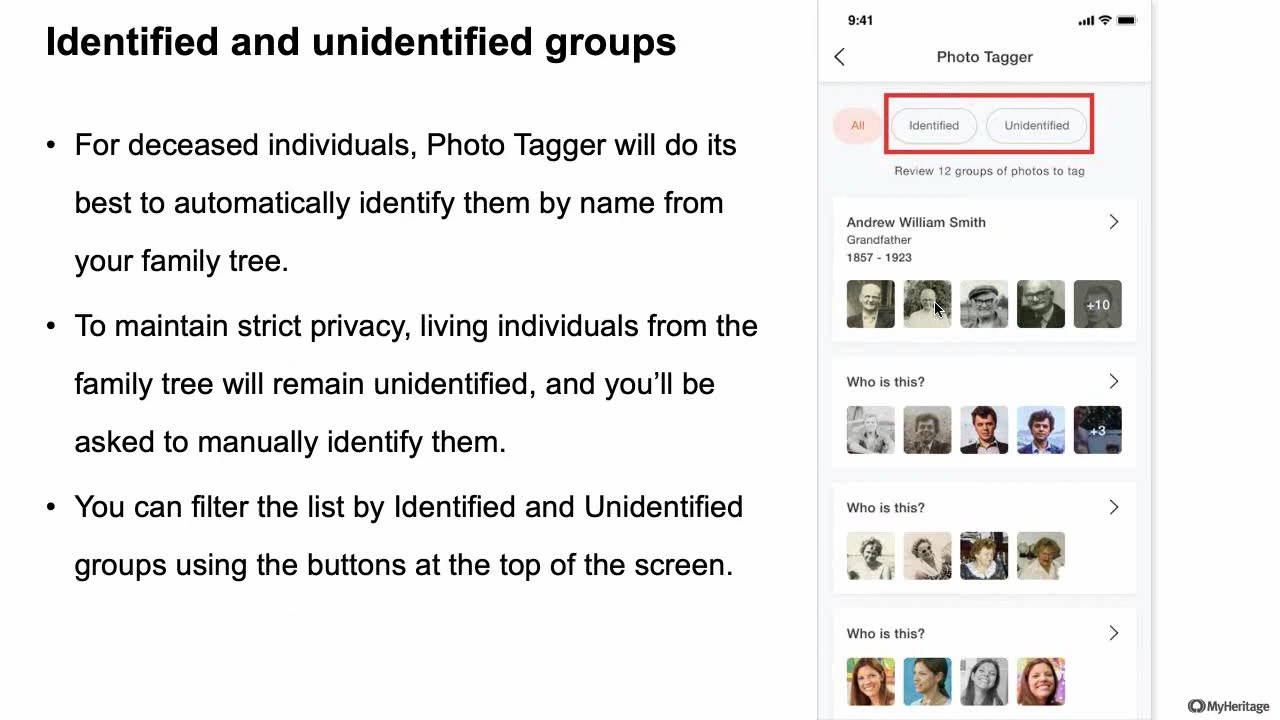 Identified and unidentified groups
• For deceased individuals, Photo Tagger will do its
best to automatically identify them by name from
your family tree.
• To maintain strict privacy, living individuals from the
family tree will remain unidentified, and you’ll be
asked to manually identify them.
• You can filter the list by Identified and Unidentified
groups using the buttons at the top of the screen.
9:41
Photo Tagger
All Identified Unidentified
Review 12 groups of photos to tag
Andrew William Smith
Grandfather
1857 - 1923
+10
Who is this?
+3
Who is this?
Who is this?
MyHeritage